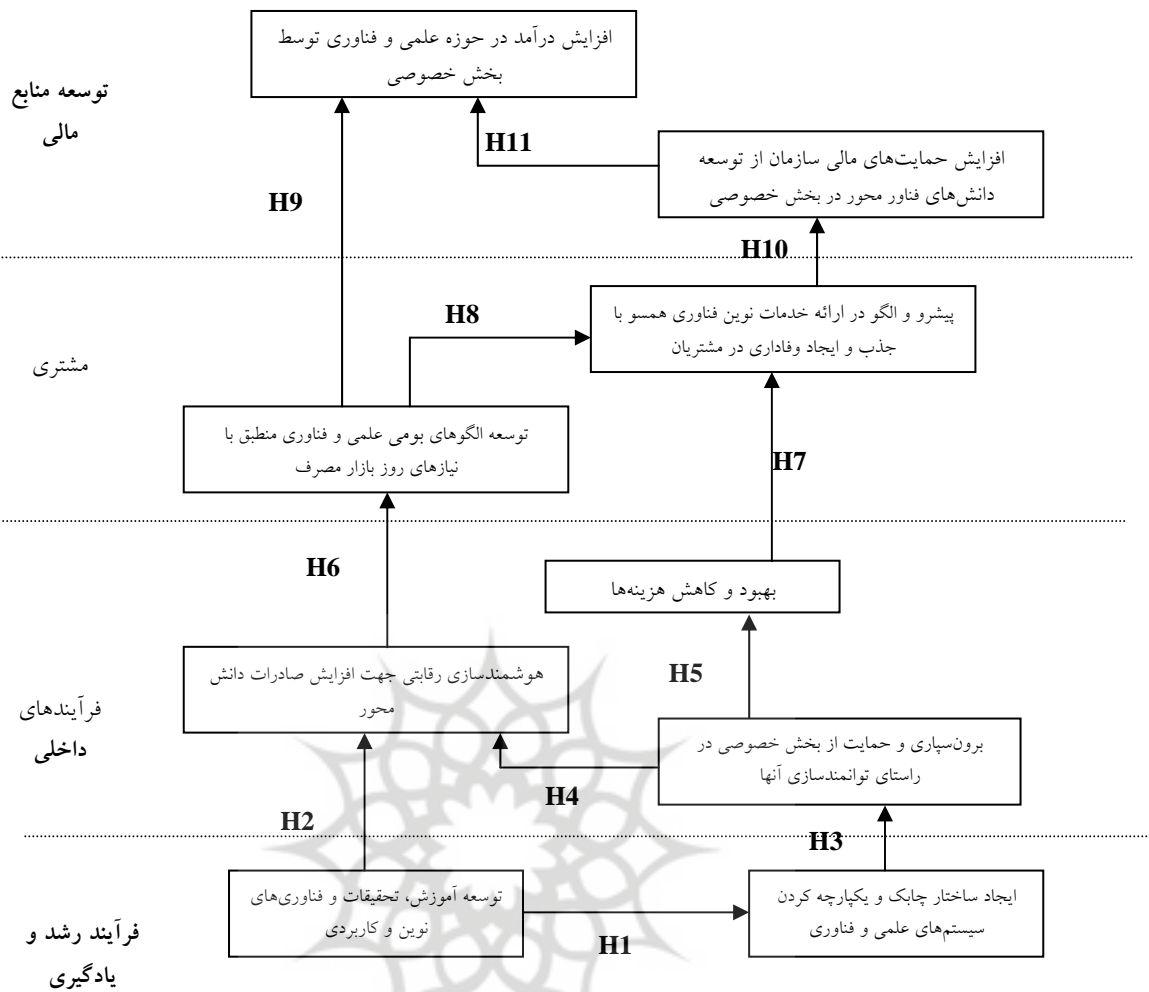 افزایش درآمد در حوزه علمی و فناوری توسط
بخش خصوصی
توسعه منابع
مالی
H11
افزایش حمایت‌های مالی سازمان از توسعه
دانش‌های فناور محور در بخش خصوصی
H9
H10
پیشرو و الگو در ارائه خدمات نوین فناوری همسو با
جذب و ایجاد وفاداری در مشتریان
H8
مشتری
توسعه الگوهای بومی علمی و فناوری منطبق با
نیازهای روز بازار مصرف
H7
H6
بهبود و کاهش هزینه‌ها
هوشمندسازی رقابتی جهت افزایش صادرات دانش
محور
H5
فرآیندهای
داخلی
برون‌سپاری و حمایت از بخش خصوصی در
راستای توانمندسازی آنها
H4
H2
H3
توسعه آموزش، تحقیقات و فناوری‌های
نوین و کاربردی
ایجاد ساختار چابک و یکپارچه کردن
سیستم‌های علمی و فناوری
H1
فرآیند رشد و
یادگیری